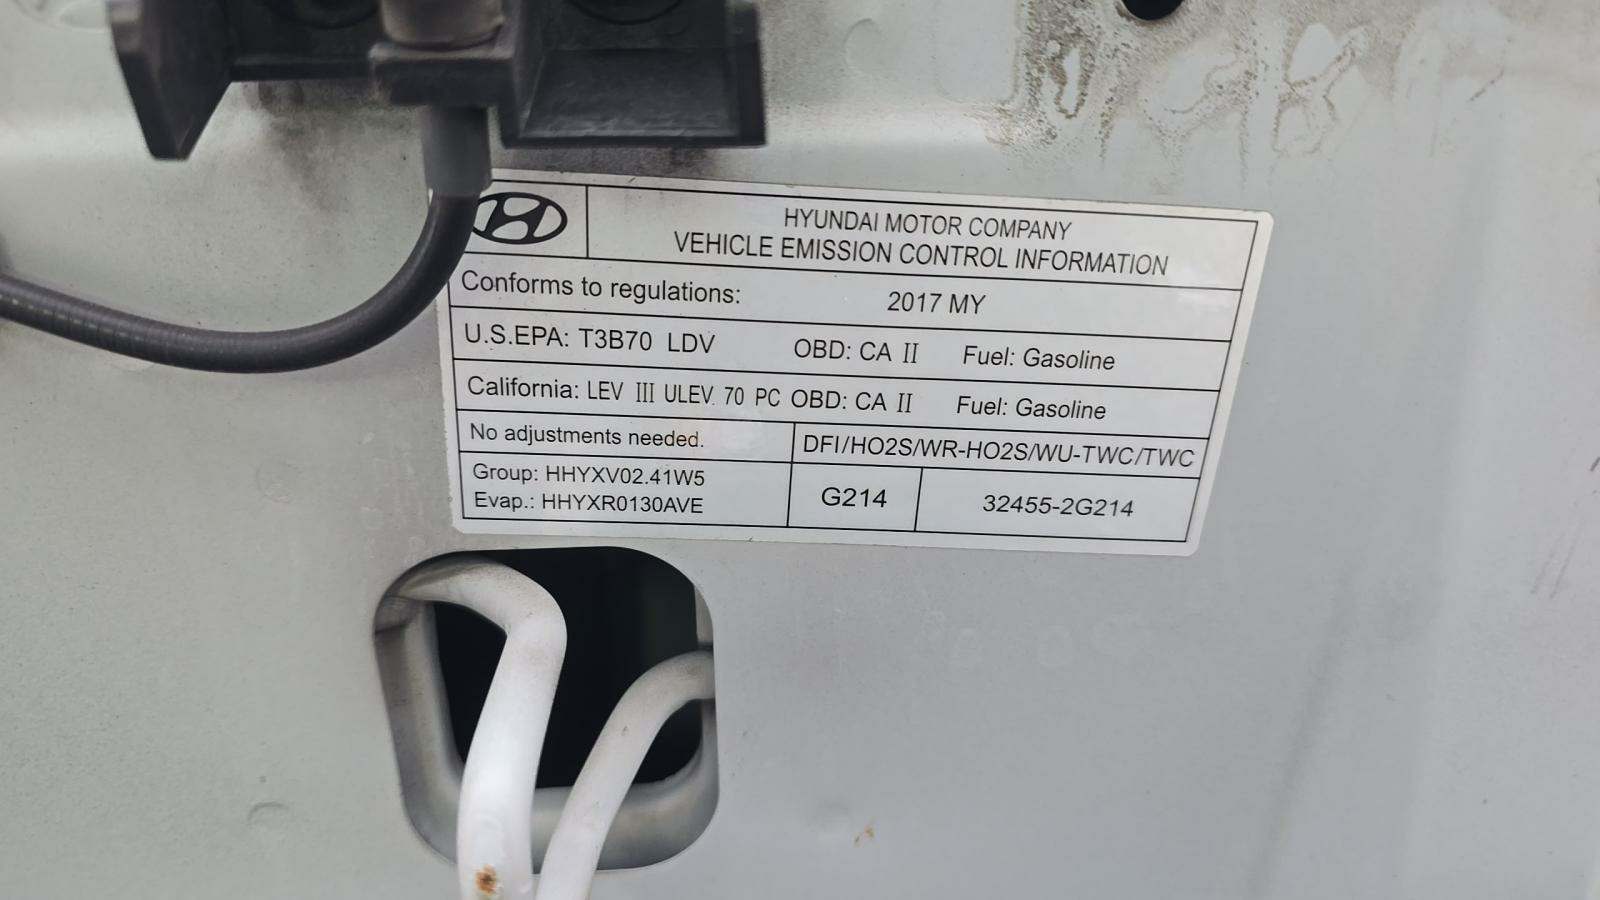 HYUNDAI MOTOR COMPANY
VEHICLE EMISSION CONTROL INFORMATION
Conforms to regulations: 2017 MY
U.S.EPA: T3B70 LDV OBD: CA II Fuel: Gasoline
California: LEV III ULEV 70 PC OBD: CA II Fuel: Gasoline
No adjustments needed. DFI/HO2S/WR-HO2S/WU-TWC/TWC
Group: HHYXV02.41W5
Evap.: HHYXR0130AVE
G214 32455-2G214